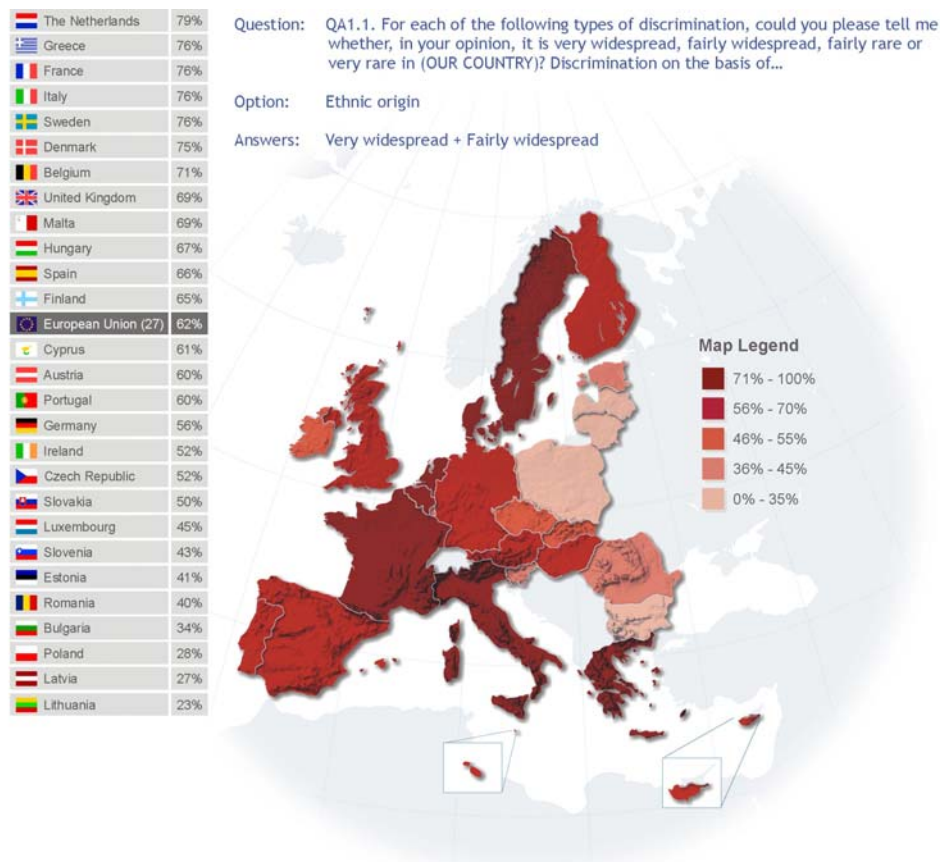 The Netherlands 79%
Greece 76%
France 76%
Italy 76%
Sweden 76%
Denmark 75%
Belgium 71%
United Kingdom 69%
Malta 69%
Hungary 67%
Spain 66%
Finland 65%
European Union (27) 62%
Cyprus 61%
Austria 60%
Portugal 60%
Germany 56%
Ireland 52%
Czech Republic 52%
Slovakia 50%
Luxembourg 45%
Slovenia 43%
Estonia 41%
Romania 40%
Bulgaria 34%
Poland 28%
Latvia 27%
Lithuania 23%
Question: QA1.1. For each of the following types of discrimination, could you please tell me
whether, in your opinion, it is very widespread, fairly widespread, fairly rare or
very rare in (OUR COUNTRY)? Discrimination on the basis of…
Option: Ethnic origin
Answers: Very widespread + Fairly widespread
Map Legend
71% - 100%
56% - 70%
46% - 55%
36% - 45%
0% - 35%